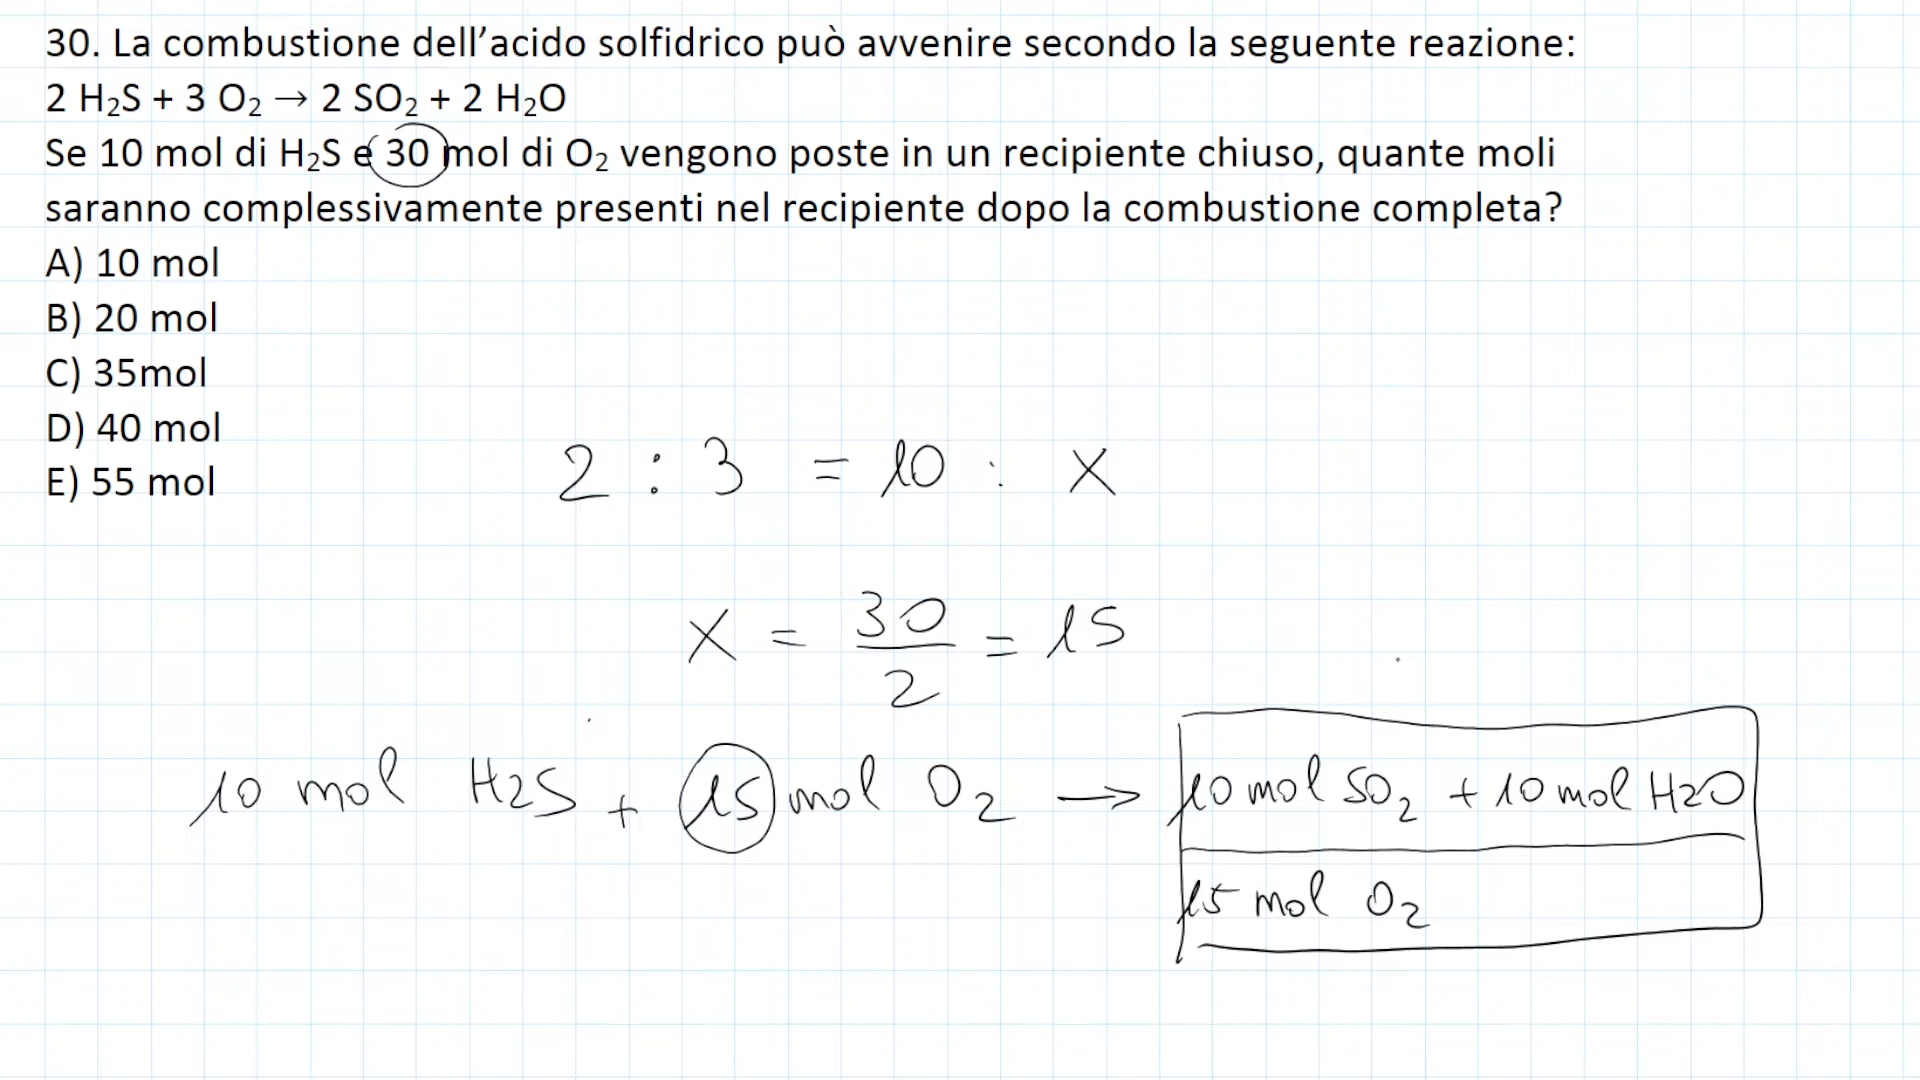 30. La combustione dell’acido solfidrico può avvenire secondo la seguente reazione:
2 H₂S + 3 O₂ → 2 SO₂ + 2 H₂O
Se 10 mol di H₂S e 30 mol di O₂ vengono poste in un recipiente chiuso, quante moli
saranno complessivamente presenti nel recipiente dopo la combustione completa?
A) 10 mol
B) 20 mol
C) 35mol
D) 40 mol
E) 55 mol
2 : 3 = 10 : X
X = 30/2 = 15
10 mol H2S + 15 mol O₂ → 10 mol SO₂ + 10 mol H2O
15 mol O₂